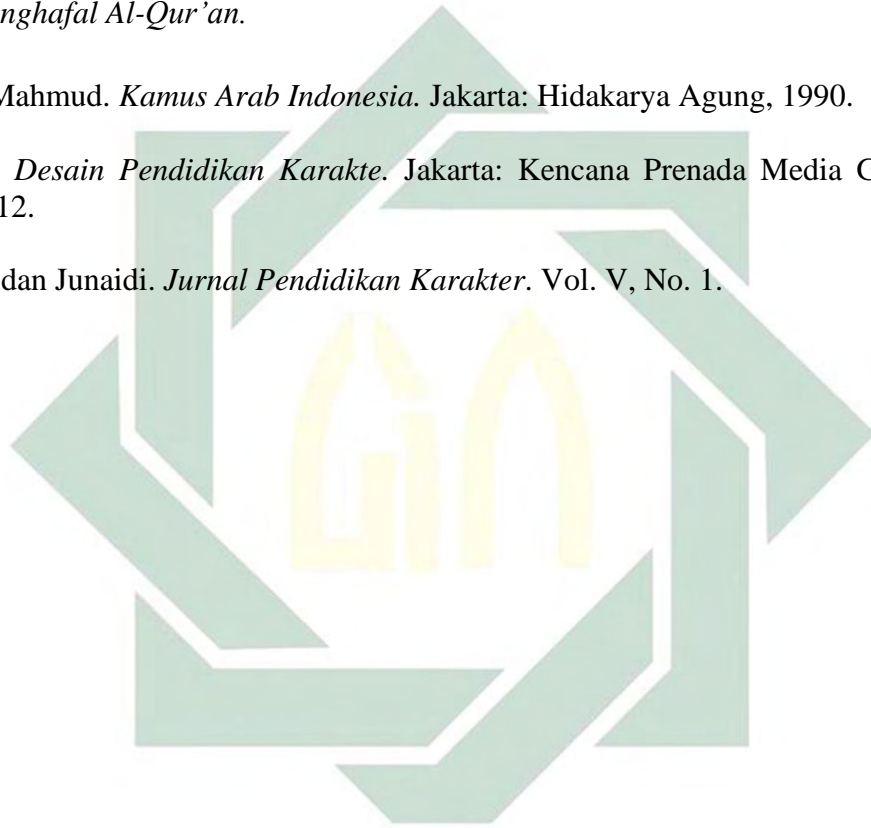 nghafal Al-Qur’an.
Mahmud. Kamus Arab Indonesia. Jakarta: Hidakarya Agung, 1990.
Desain Pendidikan Karakte. Jakarta: Kencana Prenada Media G
12.
dan Junaidi. Jurnal Pendidikan Karakter. Vol. V, No. 1.